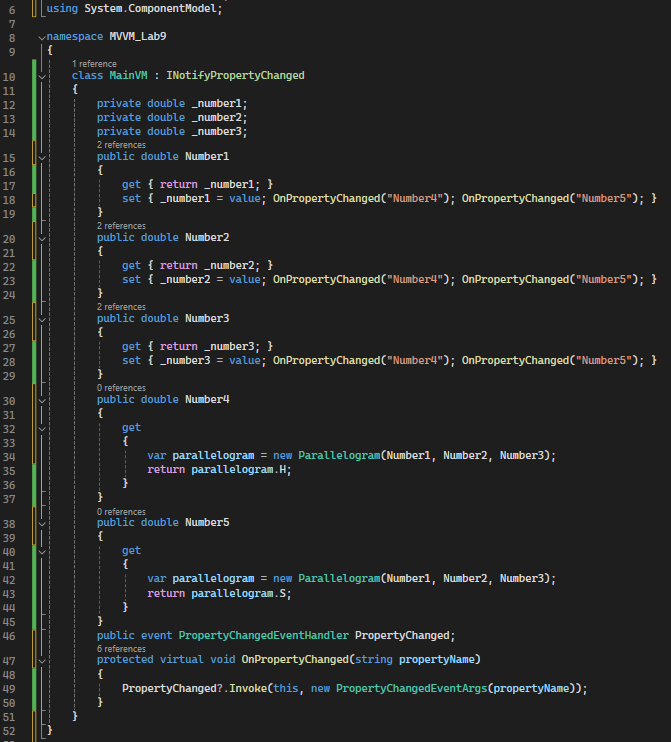 6 using System.ComponentModel;
7
8 namespace MVVM_Lab9
9 {
1 reference
10 class MainVM : INotifyPropertyChanged
11 {
12 private double _number1;
13 private double _number2;
14 private double _number3;
2 references
15 public double Number1
16 {
17 get { return _number1; }
18 set { _number1 = value; OnPropertyChanged("Number4"); OnPropertyChanged("Number5"); }
19 }
2 references
20 public double Number2
21 {
22 get { return _number2; }
23 set { _number2 = value; OnPropertyChanged("Number4"); OnPropertyChanged("Number5"); }
24 }
2 references
25 public double Number3
26 {
27 get { return _number3; }
28 set { _number3 = value; OnPropertyChanged("Number4"); OnPropertyChanged("Number5"); }
29 }
0 references
30 public double Number4
31 {
32 get
33 {
34 var parallelogram = new Parallelogram(Number1, Number2, Number3);
35 return parallelogram.H;
36 }
37 }
0 references
38 public double Number5
39 {
40 get
41 {
42 var parallelogram = new Parallelogram(Number1, Number2, Number3);
43 return parallelogram.S;
44 }
45 }
46 public event PropertyChangedEventHandler PropertyChanged;
6 references
47 protected virtual void OnPropertyChanged(string propertyName)
48 {
49 PropertyChanged?.Invoke(this, new PropertyChangedEventArgs(propertyName));
50 }
51 }
52 }